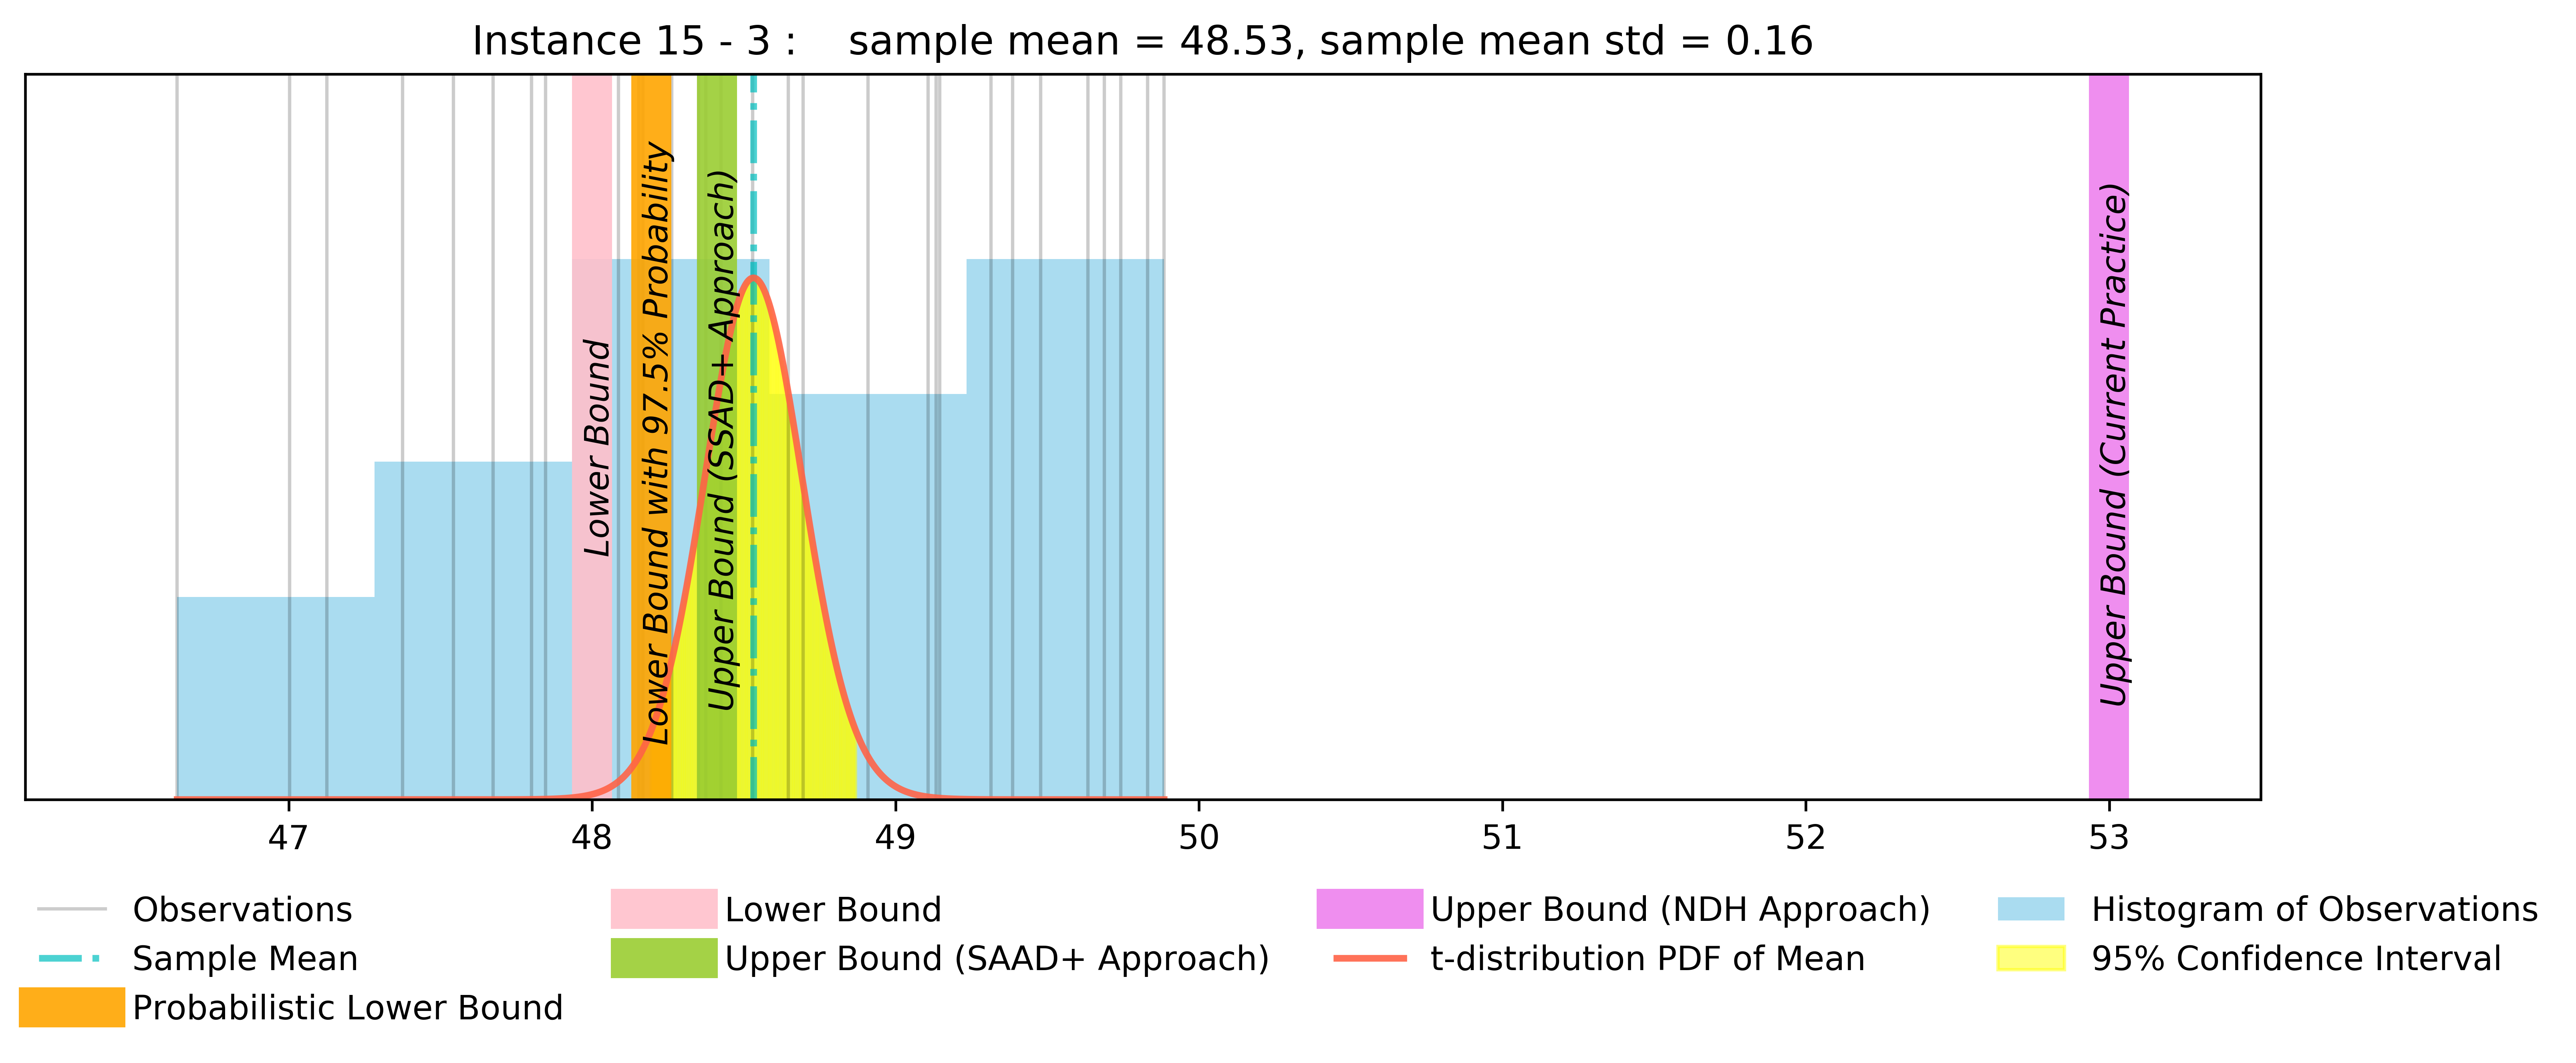 Instance 15 - 3 :    sample mean = 48.53, sample mean std = 0.16
Lower Bound
Lower Bound with 97.5% Probability
Upper Bound (SSAD+ Approach)
Upper Bound (Current Practice)
47 48 49 50 51 52 53
Observations
Sample Mean
Probabilistic Lower Bound
Lower Bound
Upper Bound (SAAD+ Approach)
Upper Bound (NDH Approach)
t-distribution PDF of Mean
Histogram of Observations
95% Confidence Interval